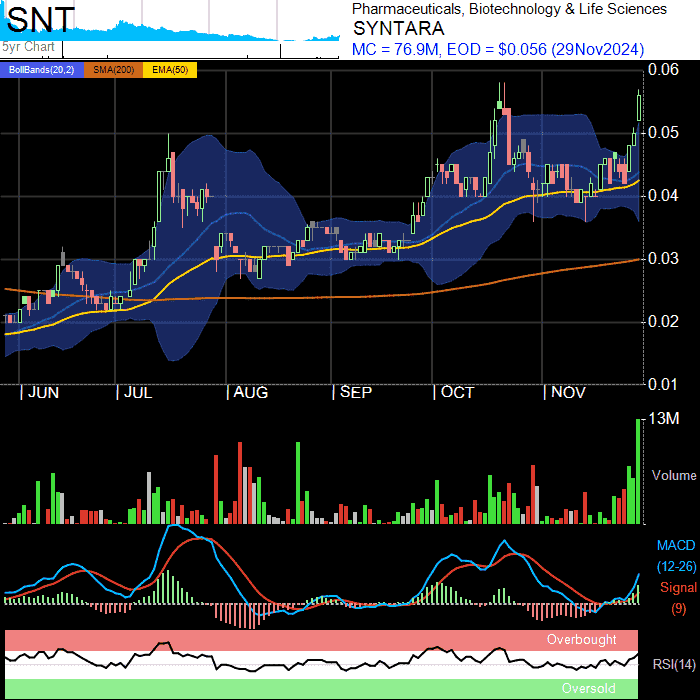 SNT
5yr Chart
Pharmaceuticals, Biotechnology & Life Sciences
SYNTARA
MC = 76.9M, EOD = $0.056 (29Nov2024)
BollBands(20,2) SMA(200) EMA(50)
0.06
0.05
0.04
0.03
0.02
0.01
JUN JUL AUG SEP OCT NOV
13M
Volume
MACD
(12-26)
Signal
(9)
Overbought
RSI(14)
Oversold